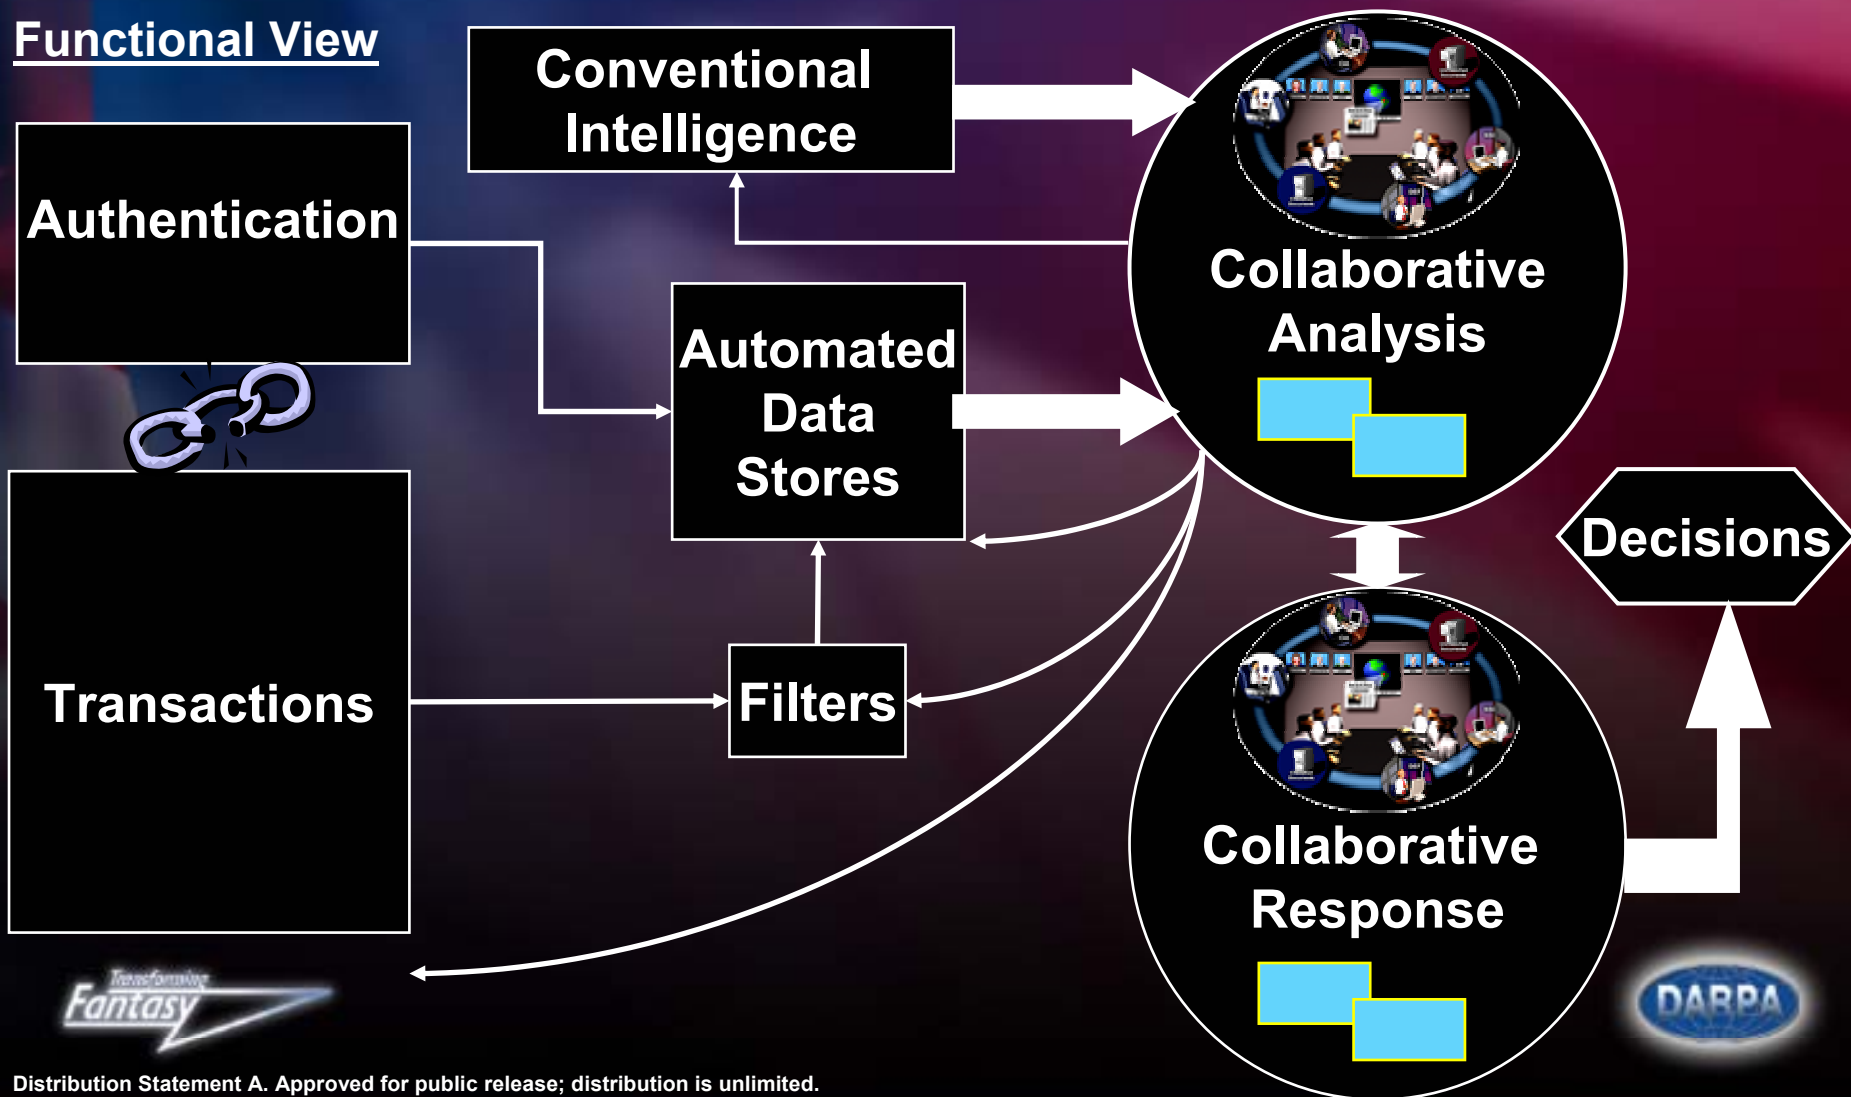 Functional View
Conventional
Intelligence
Authentication
Automated
Data
Stores
Collaborative
Analysis
Decisions
Transactions
Filters
Collaborative
Response
Transforming
Fantasy
DARPA
Distribution Statement A. Approved for public release; distribution is unlimited.